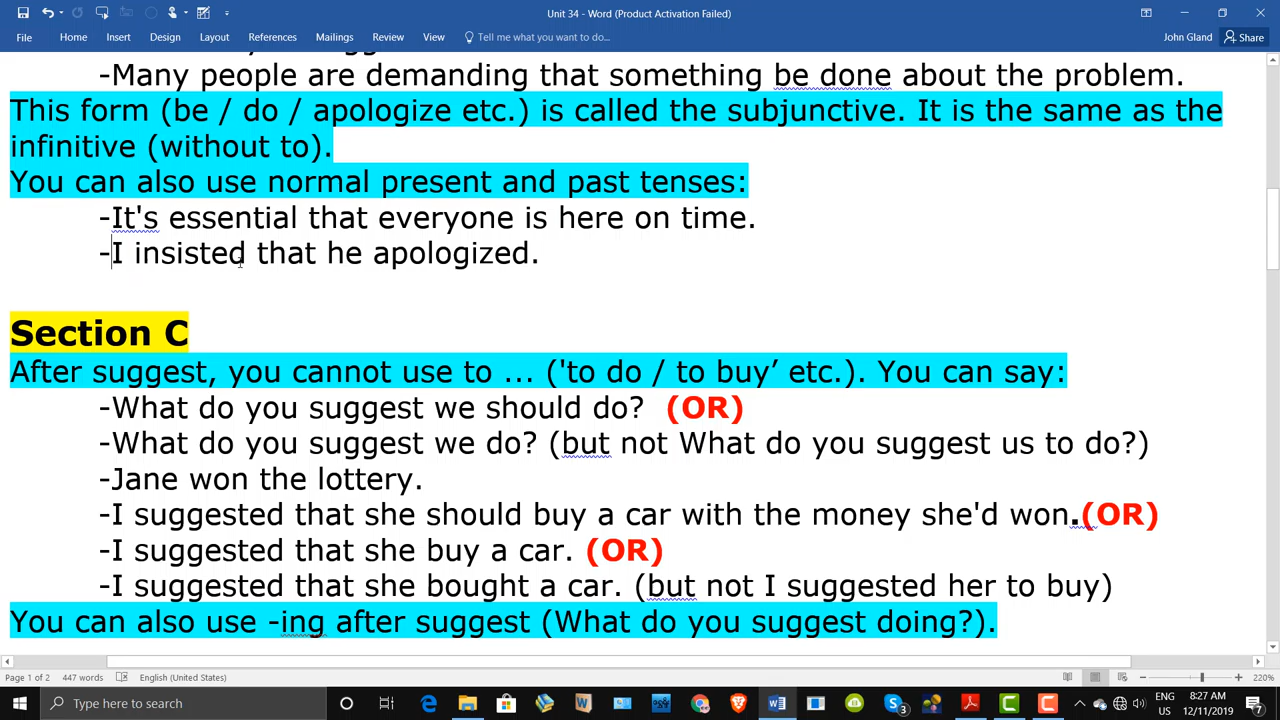 Unit 34 - Word (Product Activation Failed)
File Home Insert Design Layout References Mailings Review View Tell me what you want to do... John Gland Share
-Many people are demanding that something be done about the problem.
This form (be / do / apologize etc.) is called the subjunctive. It is the same as the
infinitive (without to).
You can also use normal present and past tenses:
-It's essential that everyone is here on time.
-I insisted that he apologized.
Section C
After suggest, you cannot use to ... ('to do / to buy’ etc.). You can say:
-What do you suggest we should do? (OR)
-What do you suggest we do? (but not What do you suggest us to do?)
-Jane won the lottery.
-I suggested that she should buy a car with the money she'd won.(OR)
-I suggested that she buy a car. (OR)
-I suggested that she bought a car. (but not I suggested her to buy)
You can also use -ing after suggest (What do you suggest doing?).
Page 1 of 2 447 words English (United States) 220%
Type here to search 3 ENG 8:27 AM
US 12/11/2019